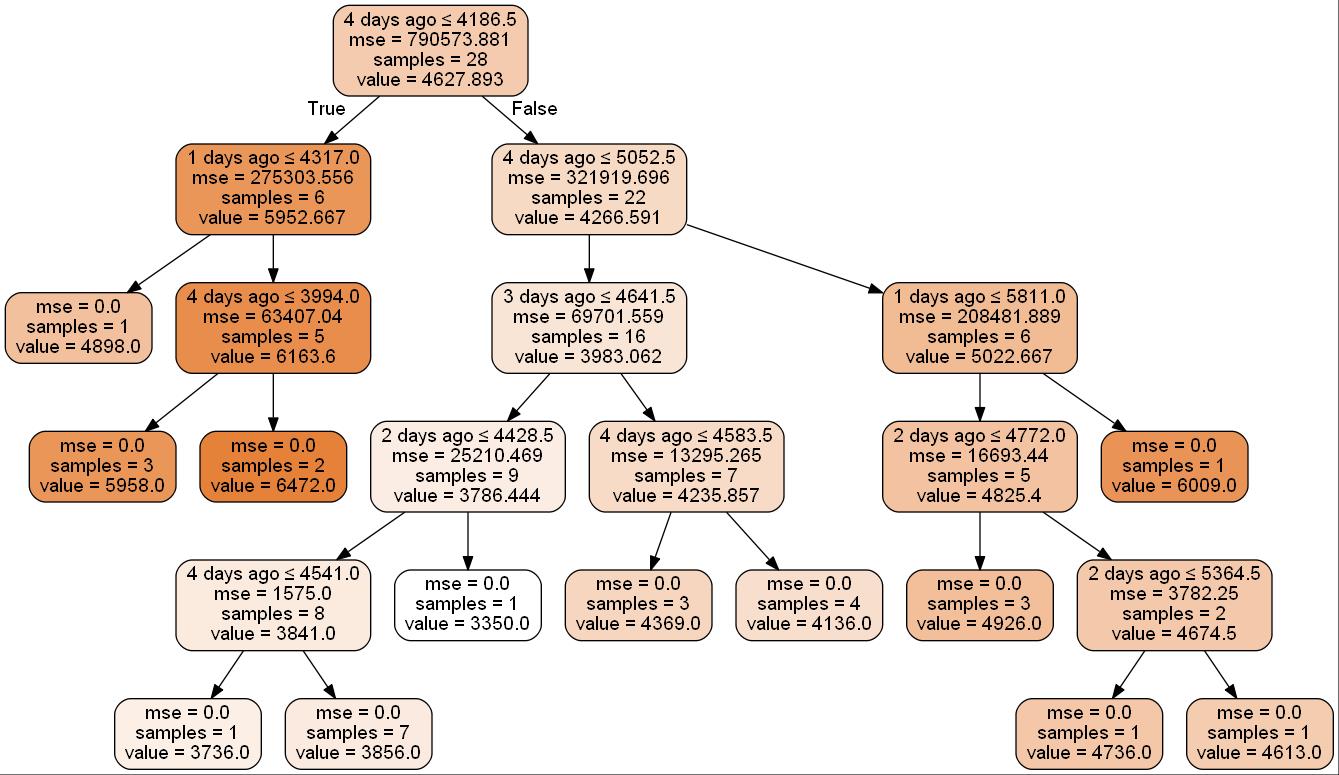 4 days ago ≤ 4186.5
mse = 790573.881
samples = 28
value = 4627.893
True
False
1 days ago ≤ 4317.0
mse = 275303.556
samples = 6
value = 5952.667
4 days ago ≤ 5052.5
mse = 321919.696
samples = 22
value = 4266.591
mse = 0.0
samples = 1
value = 4898.0
4 days ago ≤ 3994.0
mse = 63407.04
samples = 5
value = 6163.6
3 days ago ≤ 4641.5
mse = 69701.559
samples = 16
value = 3983.062
1 days ago ≤ 5811.0
mse = 208481.889
samples = 6
value = 5022.667
mse = 0.0
samples = 3
value = 5958.0
mse = 0.0
samples = 2
value = 6472.0
2 days ago ≤ 4428.5
mse = 25210.469
samples = 9
value = 3786.444
4 days ago ≤ 4583.5
mse = 13295.265
samples = 7
value = 4235.857
2 days ago ≤ 4772.0
mse = 16693.44
samples = 5
value = 4825.4
mse = 0.0
samples = 1
value = 6009.0
4 days ago ≤ 4541.0
mse = 1575.0
samples = 8
value = 3841.0
mse = 0.0
samples = 1
value = 3350.0
mse = 0.0
samples = 3
value = 4369.0
mse = 0.0
samples = 4
value = 4136.0
mse = 0.0
samples = 3
value = 4926.0
2 days ago ≤ 5364.5
mse = 3782.25
samples = 2
value = 4674.5
mse = 0.0
samples = 1
value = 3736.0
mse = 0.0
samples = 7
value = 3856.0
mse = 0.0
samples = 1
value = 4736.0
mse = 0.0
samples = 1
value = 4613.0